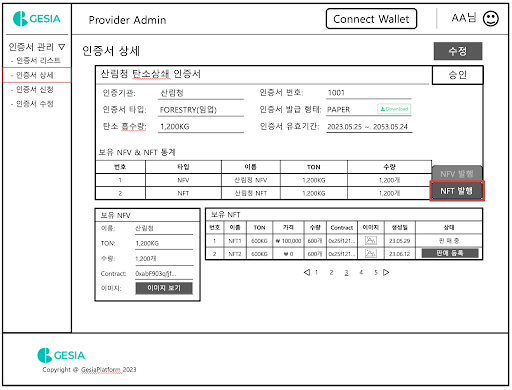 GESIA
Provider Admin
Connect Wallet
AA님
인증서 관리 ▽
- 인증서 리스트
- 인증서 상세
- 인증서 신청
- 인증서 수정
인증서 상세
수정
산림청 탄소상쇄 인증서
승인
인증기관: 산림청 인증서 번호: 1001
인증서 타입: FORESTRY(임업) 인증서 발급 형태: PAPER Download
탄소 흡수량: 1,200KG 인증서 유효기간: 2023.05.25 ~. 2053.05.24
보유 NFV & NFT 통계
번호 타입 이름 TON 수량
1 NFV 산림청 NFV 1,200KG 1,200개
2 NFT 산림청 NFT 1,200KG 1,200개
NFV 발행
NFT 발행
보유 NFV
이름: 산림청
TON: 1,200KG
수량: 1,200개
Contract: 0xabF903q/jf...
이미지: 이미지 보기
보유 NFT
번호 이름 TON 가격 수량 Contract 이미지 생성일 상태
1 NFT1 600KG ₩ 100,000 600개 0x25f121... 23.05.29 판매 중
2 NFT2 600KG ₩ 0 600개 0x25f121... 23.06.12 판매 등록
◁ 1 2 3 4 5 ▷
GESIA
Copyright @ GesiaPlatform 2023